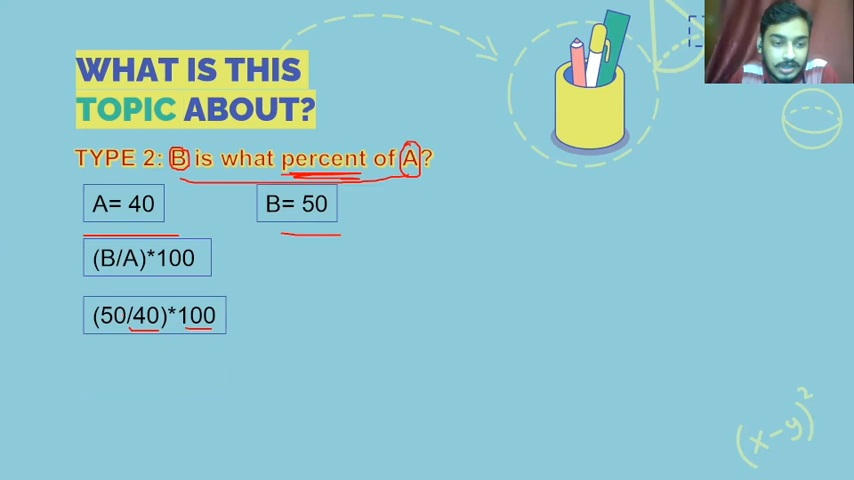 WHAT IS THIS
TOPIC ABOUT?
TYPE 2: B is what percent of A?
A= 40
B= 50
(B/A)*100
(50/40)*100
(x-y)²